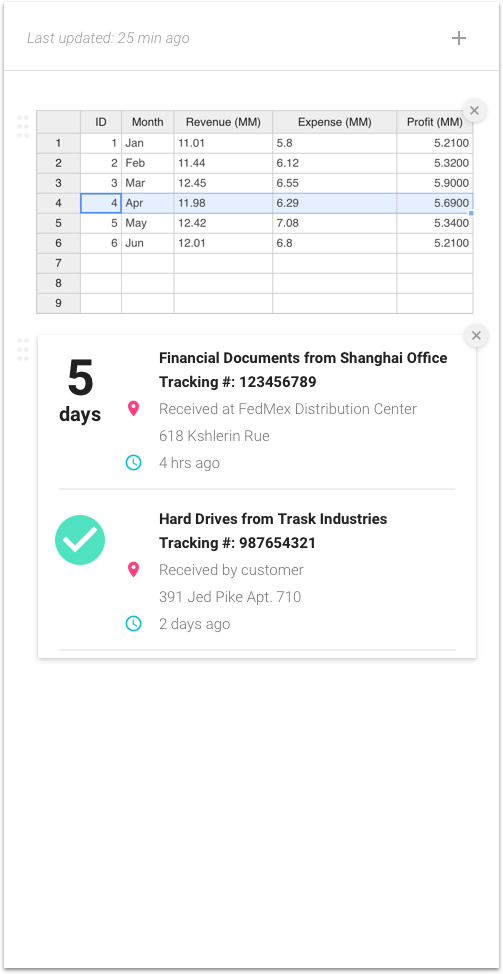 Last updated: 25 min ago
ID Month Revenue (MM) Expense (MM) Profit (MM)
1 1 Jan 11.01 5.8 5.2100
2 2 Feb 11.44 6.12 5.3200
3 3 Mar 12.45 6.55 5.9000
4 4 Apr 11.98 6.29 5.6900
5 5 May 12.42 7.08 5.3400
6 6 Jun 12.01 6.8 5.2100
7
8
9
5
days
Financial Documents from Shanghai Office
Tracking #: 123456789
Received at FedMex Distribution Center
618 Kshlerin Rue
4 hrs ago
Hard Drives from Trask Industries
Tracking #: 987654321
Received by customer
391 Jed Pike Apt. 710
2 days ago